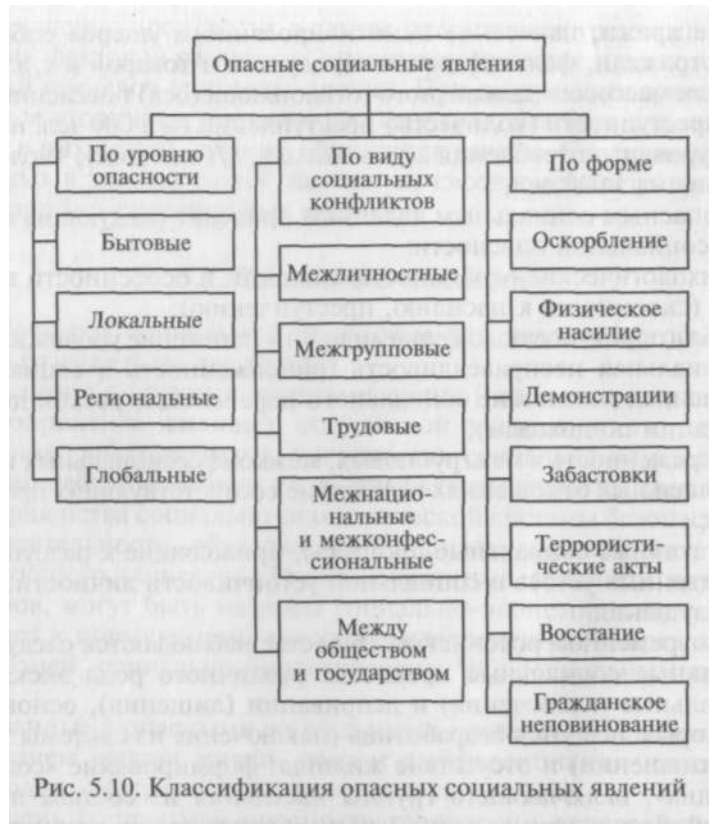 Опасные социальные явления
По уровню
опасности
Бытовые
Локальные
Региональные
Глобальные
По виду
социальных
конфликтов
Межличностные
Межгрупповые
Трудовые
Межнацио-
нальные
и межконфес-
сиональные
Между
обществом
и государством
По форме
Оскорбление
Физическое
насилие
Демонстрации
Забастовки
Террористи-
ческие акты
Восстание
Гражданское
неповинование
Рис. 5.10. Классификация опасных социальных явлений